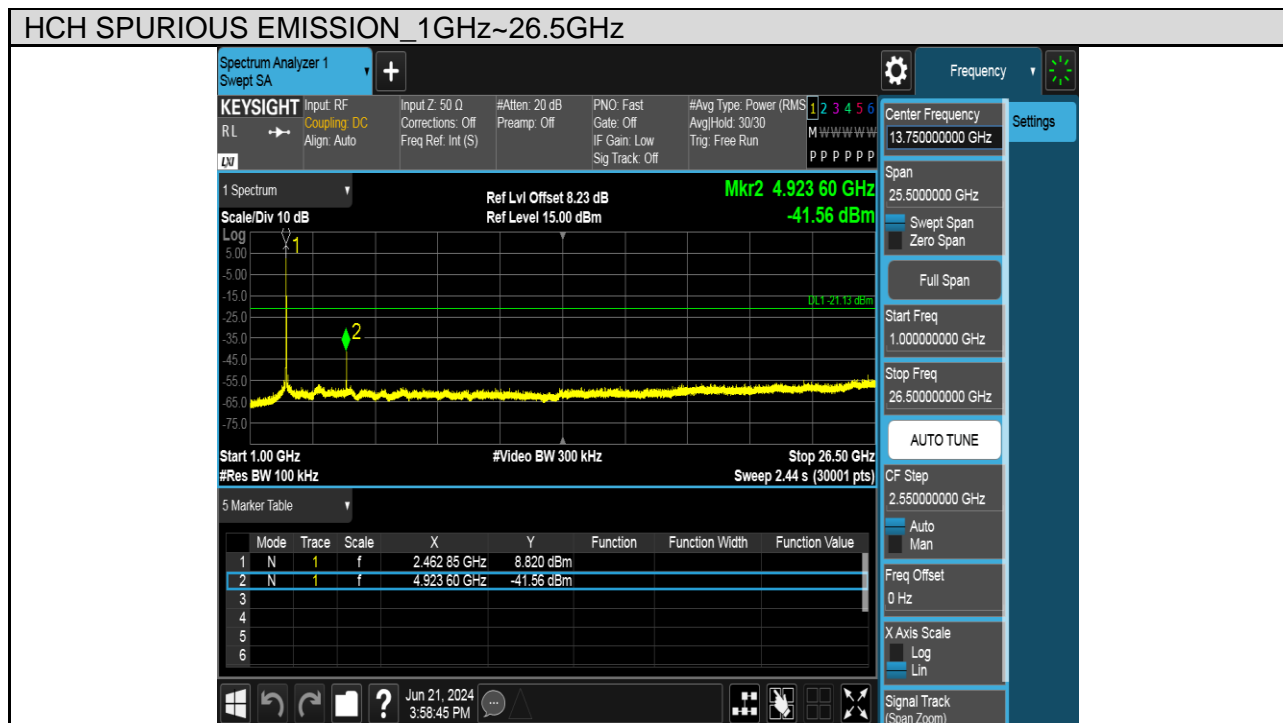 HCH SPURIOUS EMISSION_1GHz~26.5GHz
Spectrum Analyzer 1
Swept SA
+
Frequency
KEYSIGHT
RL
LXI
Input: RF
Coupling: DC
Align: Auto
Input Z: 50 Ω
Corrections: Off
Freq Ref: Int (S)
#Atten: 20 dB
Preamp: Off
PNO: Fast
Gate: Off
IF Gain: Low
Sig Track: Off
#Avg Type: Power (RMS
Avg|Hold: 30/30
Trig: Free Run
1 2 3 4 5 6
M W W W W W
P P P P P P
1 Spectrum
Scale/Div 10 dB
Ref Lvl Offset 8.23 dB
Ref Level 15.00 dBm
Mkr2 4.923 60 GHz
-41.56 dBm
Log
1
5.00
-5.00
-15.0
DL1 -21.13 dBm
-25.0
2
-35.0
-45.0
-55.0
-65.0
-75.0
Start 1.00 GHz
#Video BW 300 kHz
Stop 26.50 GHz
#Res BW 100 kHz
Sweep 2.44 s (30001 pts)
5 Marker Table
Mode Trace Scale X Y Function Function Width Function Value
1 N 1 f 2.462 85 GHz 8.820 dBm
2 N 1 f 4.923 60 GHz -41.56 dBm
3
4
5
6
?
Jun 21, 2024
3:58:45 PM
Center Frequency
13.750000000 GHz
Settings
Span
25.5000000 GHz
Swept Span
Zero Span
Full Span
Start Freq
1.000000000 GHz
Stop Freq
26.500000000 GHz
AUTO TUNE
CF Step
2.550000000 GHz
Auto
Man
Freq Offset
0 Hz
X Axis Scale
Log
Lin
Signal Track
(Span Zoom)